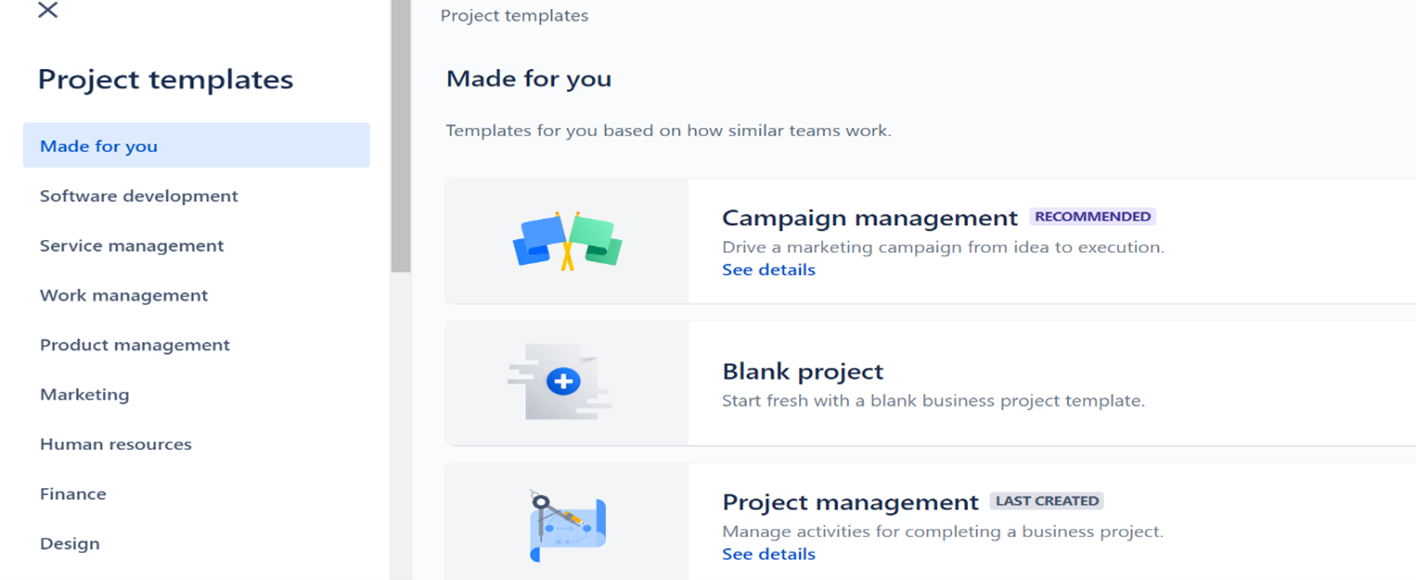 Project templates
Made for you
Software development
Service management
Work management
Product management
Marketing
Human resources
Finance
Design
Project templates
Made for you
Templates for you based on how similar teams work.
Campaign management RECOMMENDED
Drive a marketing campaign from idea to execution.
See details
Blank project
Start fresh with a blank business project template.
Project management LAST CREATED
Manage activities for completing a business project.
See details